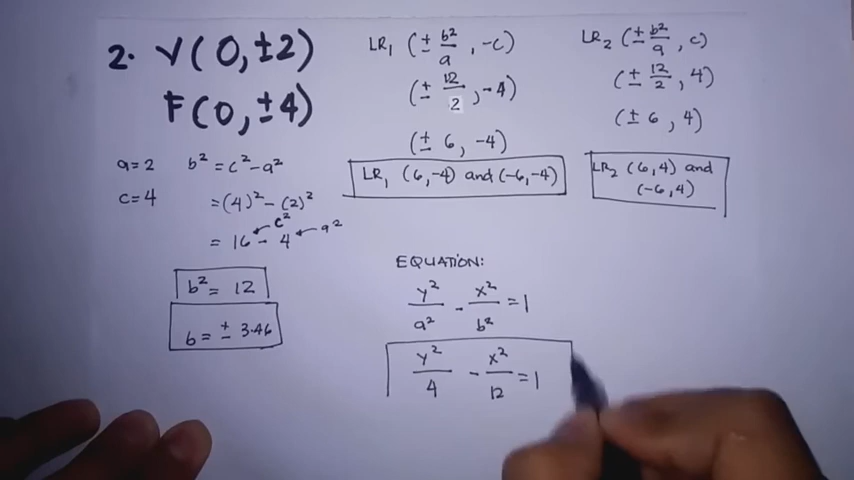 2. V(0,±2)
F(0,±4)
a=2 b²=c²-a²
c=4 =(4)²-(2)²
c²
= 16 - 4 a²
b² = 12
b = ± 3.46
LR₁ (± b²/a , -c)
(± 12/2 , -4)
(± 6, -4)
LR₁ (6,-4) and (-6,-4)
LR₂ (± b²/a , c)
(± 12/2 , 4)
(± 6, 4)
LR₂ (6,4) and
(-6,4)
EQUATION:
y²/a² - x²/b² = 1
y²/4 - x²/12 = 1